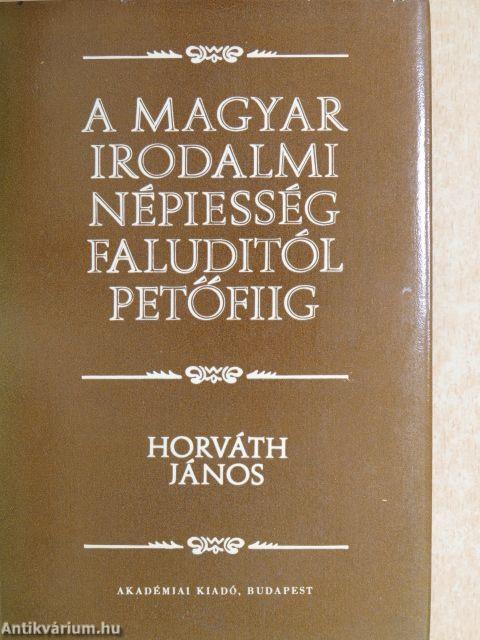 A MAGYAR
IRODALMI
NÉPIESSÉG
FALUDITÓL
PETŐFIIG
HORVÁTH
JÁNOS
AKADÉMIAI KIADÓ, BUDAPEST
Antikvárium.hu